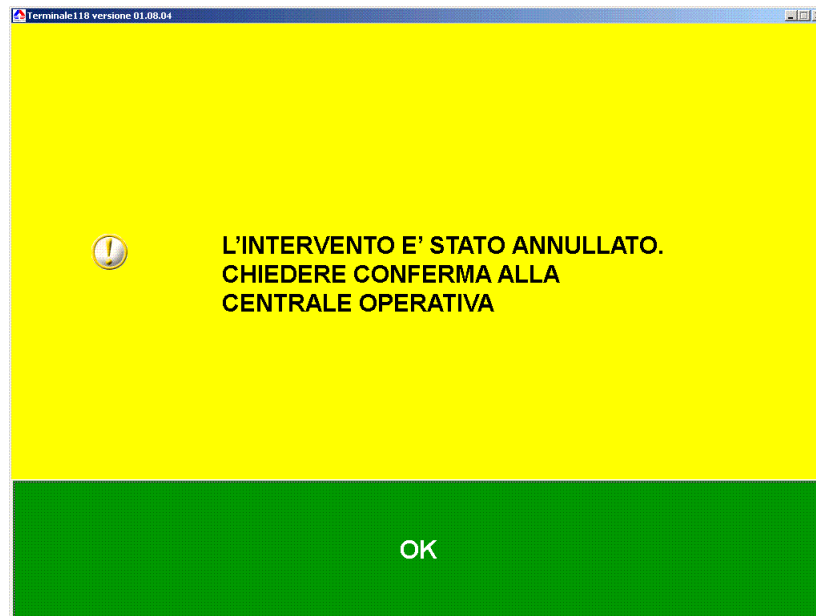 Terminale118 versione 01.08.04
L'INTERVENTO E' STATO ANNULLATO.
CHIEDERE CONFERMA ALLA
CENTRALE OPERATIVA
OK